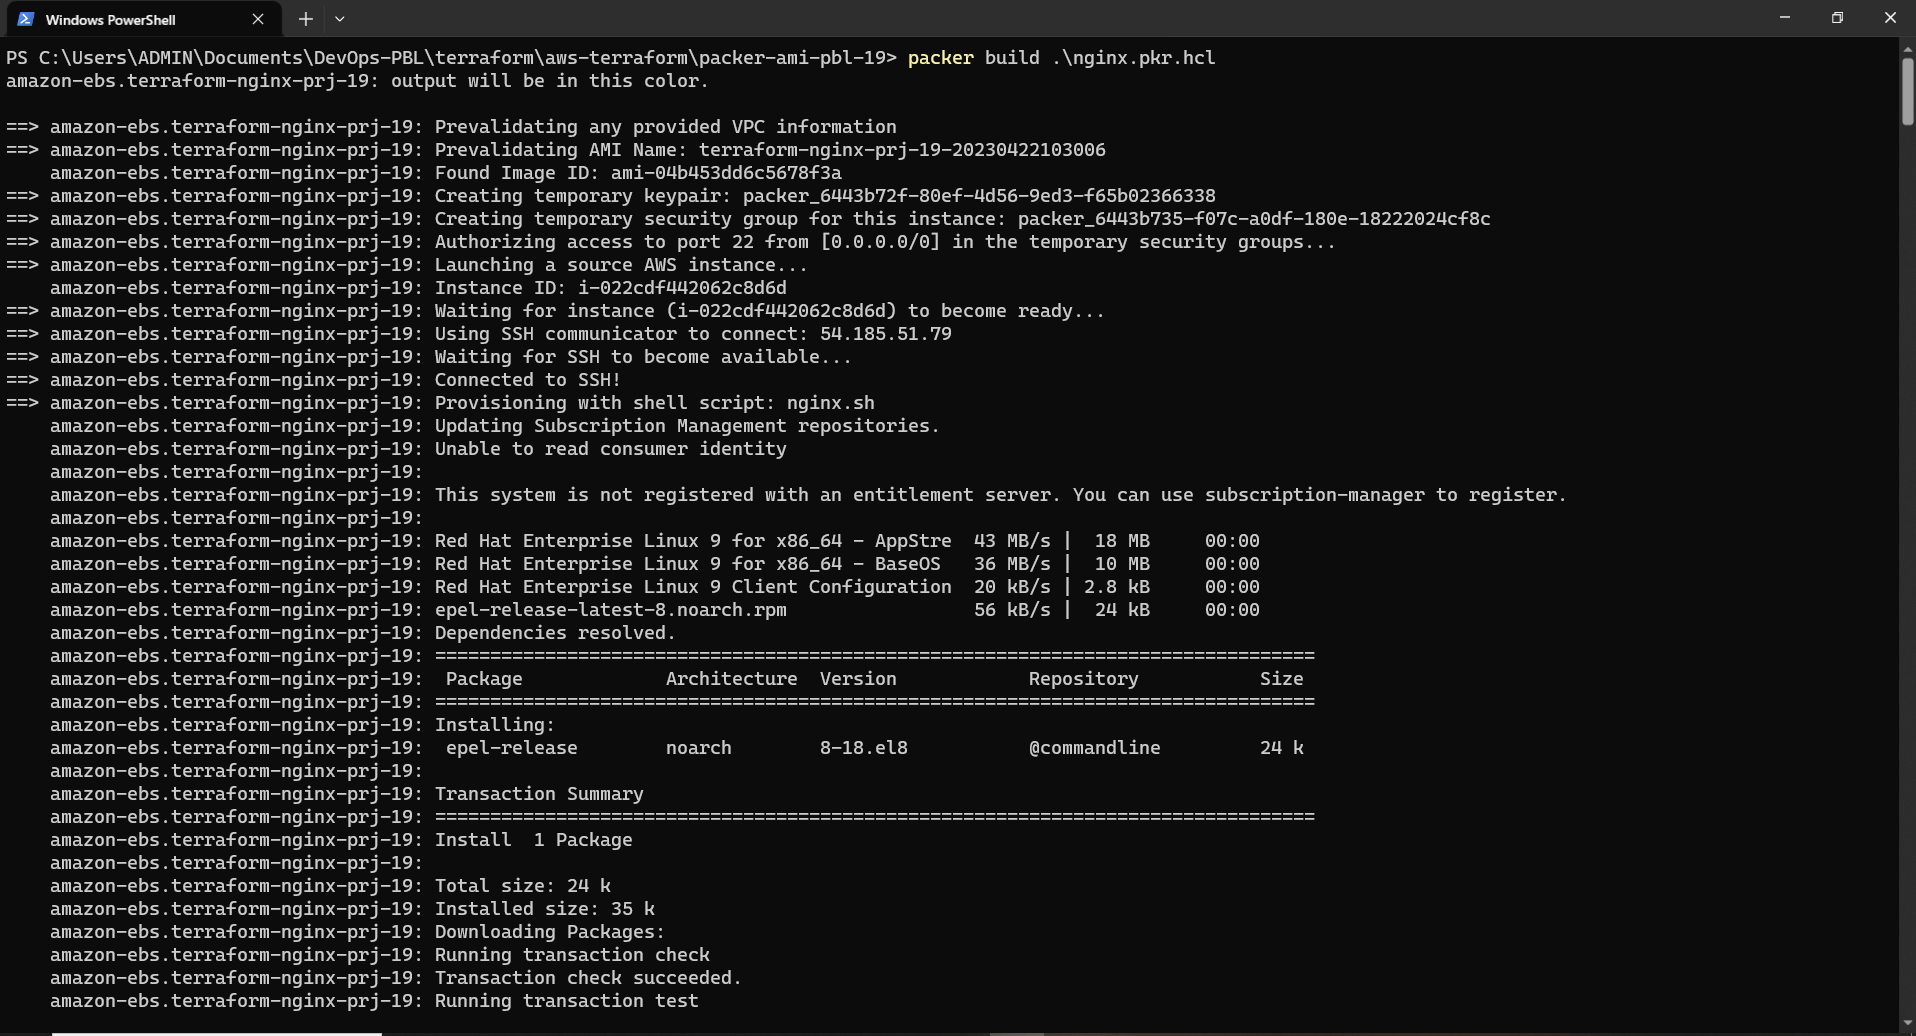 Windows PowerShell
PS C:\Users\ADMIN\Documents\DevOps-PBL\terraform\aws-terraform\packer-ami-pbl-19> packer build .\nginx.pkr.hcl
amazon-ebs.terraform-nginx-prj-19: output will be in this color.
==> amazon-ebs.terraform-nginx-prj-19: Prevalidating any provided VPC information
==> amazon-ebs.terraform-nginx-prj-19: Prevalidating AMI Name: terraform-nginx-prj-19-20230422103006
amazon-ebs.terraform-nginx-prj-19: Found Image ID: ami-04b453dd6c5678f3a
==> amazon-ebs.terraform-nginx-prj-19: Creating temporary keypair: packer_6443b72f-80ef-4d56-9ed3-f65b02366338
==> amazon-ebs.terraform-nginx-prj-19: Creating temporary security group for this instance: packer_6443b735-f07c-a0df-180e-18222024cf8c
==> amazon-ebs.terraform-nginx-prj-19: Authorizing access to port 22 from [0.0.0.0/0] in the temporary security groups...
==> amazon-ebs.terraform-nginx-prj-19: Launching a source AWS instance...
amazon-ebs.terraform-nginx-prj-19: Instance ID: i-022cdf442062c8d6d
==> amazon-ebs.terraform-nginx-prj-19: Waiting for instance (i-022cdf442062c8d6d) to become ready...
==> amazon-ebs.terraform-nginx-prj-19: Using SSH communicator to connect: 54.185.51.79
==> amazon-ebs.terraform-nginx-prj-19: Waiting for SSH to become available...
==> amazon-ebs.terraform-nginx-prj-19: Connected to SSH!
==> amazon-ebs.terraform-nginx-prj-19: Provisioning with shell script: nginx.sh
amazon-ebs.terraform-nginx-prj-19: Updating Subscription Management repositories.
amazon-ebs.terraform-nginx-prj-19: Unable to read consumer identity
amazon-ebs.terraform-nginx-prj-19:
amazon-ebs.terraform-nginx-prj-19: This system is not registered with an entitlement server. You can use subscription-manager to register.
amazon-ebs.terraform-nginx-prj-19:
amazon-ebs.terraform-nginx-prj-19: Red Hat Enterprise Linux 9 for x86_64 - AppStre  43 MB/s |  18 MB     00:00
amazon-ebs.terraform-nginx-prj-19: Red Hat Enterprise Linux 9 for x86_64 - BaseOS   36 MB/s |  10 MB     00:00
amazon-ebs.terraform-nginx-prj-19: Red Hat Enterprise Linux 9 Client Configuration  20 kB/s | 2.8 kB     00:00
amazon-ebs.terraform-nginx-prj-19: epel-release-latest-8.noarch.rpm                 56 kB/s |  24 kB     00:00
amazon-ebs.terraform-nginx-prj-19: Dependencies resolved.
amazon-ebs.terraform-nginx-prj-19: ================================================================================
amazon-ebs.terraform-nginx-prj-19:  Package             Architecture  Version            Repository           Size
amazon-ebs.terraform-nginx-prj-19: ================================================================================
amazon-ebs.terraform-nginx-prj-19: Installing:
amazon-ebs.terraform-nginx-prj-19:  epel-release        noarch        8-18.el8           @commandline         24 k
amazon-ebs.terraform-nginx-prj-19:
amazon-ebs.terraform-nginx-prj-19: Transaction Summary
amazon-ebs.terraform-nginx-prj-19: ================================================================================
amazon-ebs.terraform-nginx-prj-19: Install  1 Package
amazon-ebs.terraform-nginx-prj-19:
amazon-ebs.terraform-nginx-prj-19: Total size: 24 k
amazon-ebs.terraform-nginx-prj-19: Installed size: 35 k
amazon-ebs.terraform-nginx-prj-19: Downloading Packages:
amazon-ebs.terraform-nginx-prj-19: Running transaction check
amazon-ebs.terraform-nginx-prj-19: Transaction check succeeded.
amazon-ebs.terraform-nginx-prj-19: Running transaction test